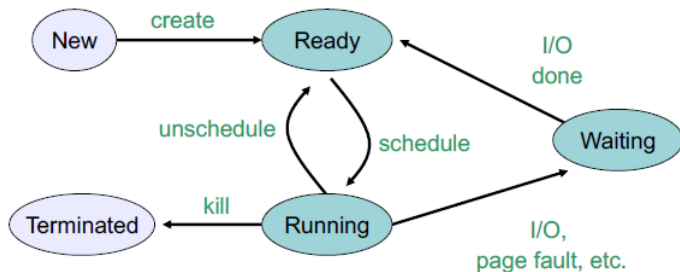 create
New
Ready
I/O
done
unschedule
schedule
Waiting
kill
Terminated
Running
I/O,
page fault, etc.